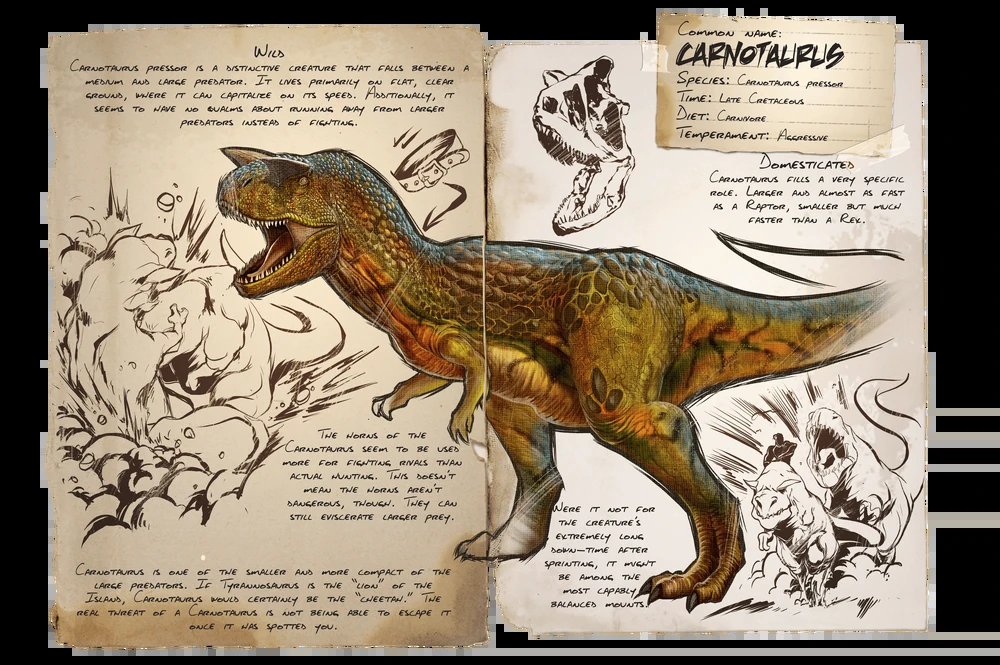 Wild
Carnotaurus pressor is a distinctive creature that falls between a
medium and large predator. It lives primarily on flat, clear
ground, where it can capitalize on its speed. Additionally, it
seems to have no qualms about running away from larger
predators instead of fighting.
The horns of the
Carnotaurus seem to be used
more for fighting rivals than
actual hunting. This doesn't
mean the horns aren't
dangerous, though. They can
still eviscerate larger prey.
Carnotaurus is one of the smaller and more compact of the
large predators. If Tyrannosaurus is the "lion" of the
Island, Carnotaurus would certainly be the "cheetah." The
real threat of a Carnotaurus is not being able to escape it
once it has spotted you.
Common name:
CARNOTAURUS
Species: Carnotaurus pressor
Time: Late Cretaceous
Diet: Carnivore
Temperament: Aggressive
Domesticated
Carnotaurus fills a very specific
role. Larger and almost as fast
as a Raptor, smaller but much
faster than a Rex.
Were it not for
the creature's
extremely long
down-time after
sprinting, it might
be among the
most capably
balanced mounts.